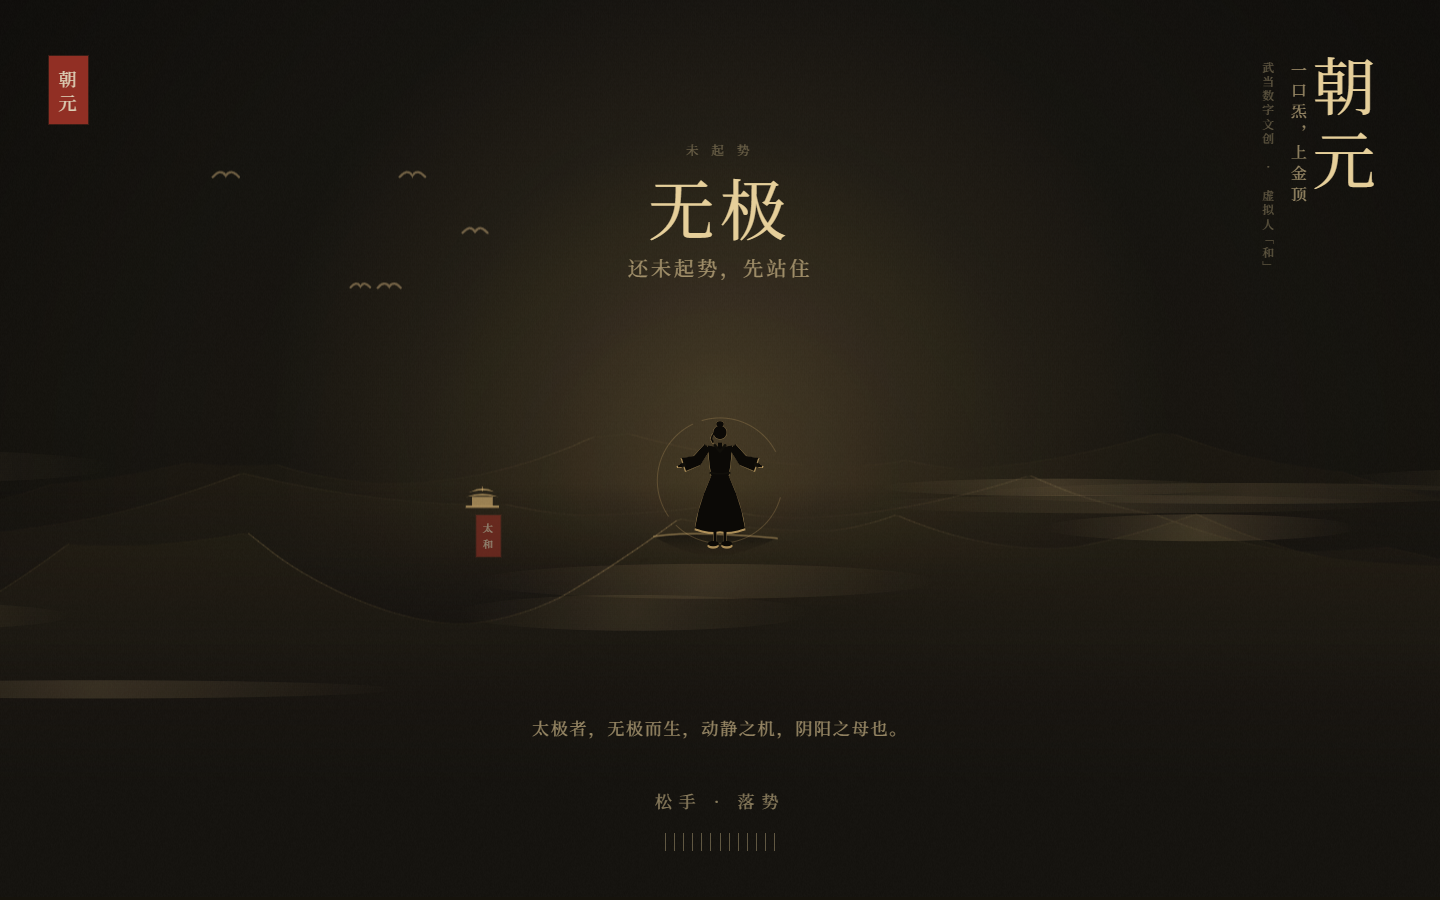 朝元
朝元
一口炁，上金顶
武当数字文创 · 虚拟人「和」
未起势
无极
还未起势，先站住
太和
太极者，无极而生，动静之机，阴阳之母也。
松手 · 落势